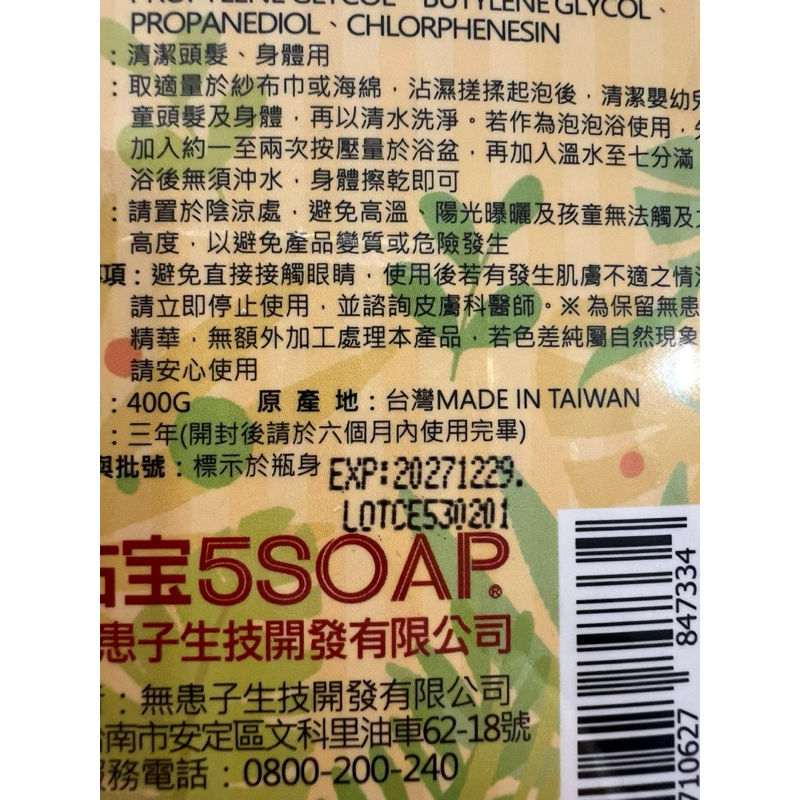 PROPYLENE GLYCOL、BUTYLENE GLYCOL、
PROPANEDIOL、CHLORPHENESIN
：清潔頭髮、身體用
：取適量於紗布巾或海綿，沾濕搓揉起泡後，清潔嬰幼兒
童頭髮及身體，再以清水洗淨。若作為泡泡浴使用，
加入約一至兩次按壓量於浴盆，再加入溫水至七分滿
浴後無須沖水，身體擦乾即可
：請置於陰涼處，避免高溫、陽光曝曬及孩童無法觸及
高度，以避免產品變質或危險發生
項：避免直接接觸眼睛，使用後若有發生肌膚不適之情
請立即停止使用，並諮詢皮膚科醫師。※為保留無患
精華，無額外加工處理本產品，若色差純屬自然現象
請安心使用
：400G 原產地：台灣MADE IN TAIWAN
：三年(開封後請於六個月內使用完畢)
與批號：標示於瓶身 EXP:20271229.
LOTCE530201
古宝5SOAP®
患子生技開發有限公司
：無患子生技開發有限公司
南市安定區文科里油車62-18號
服務電話：0800-200-240
710627 847334